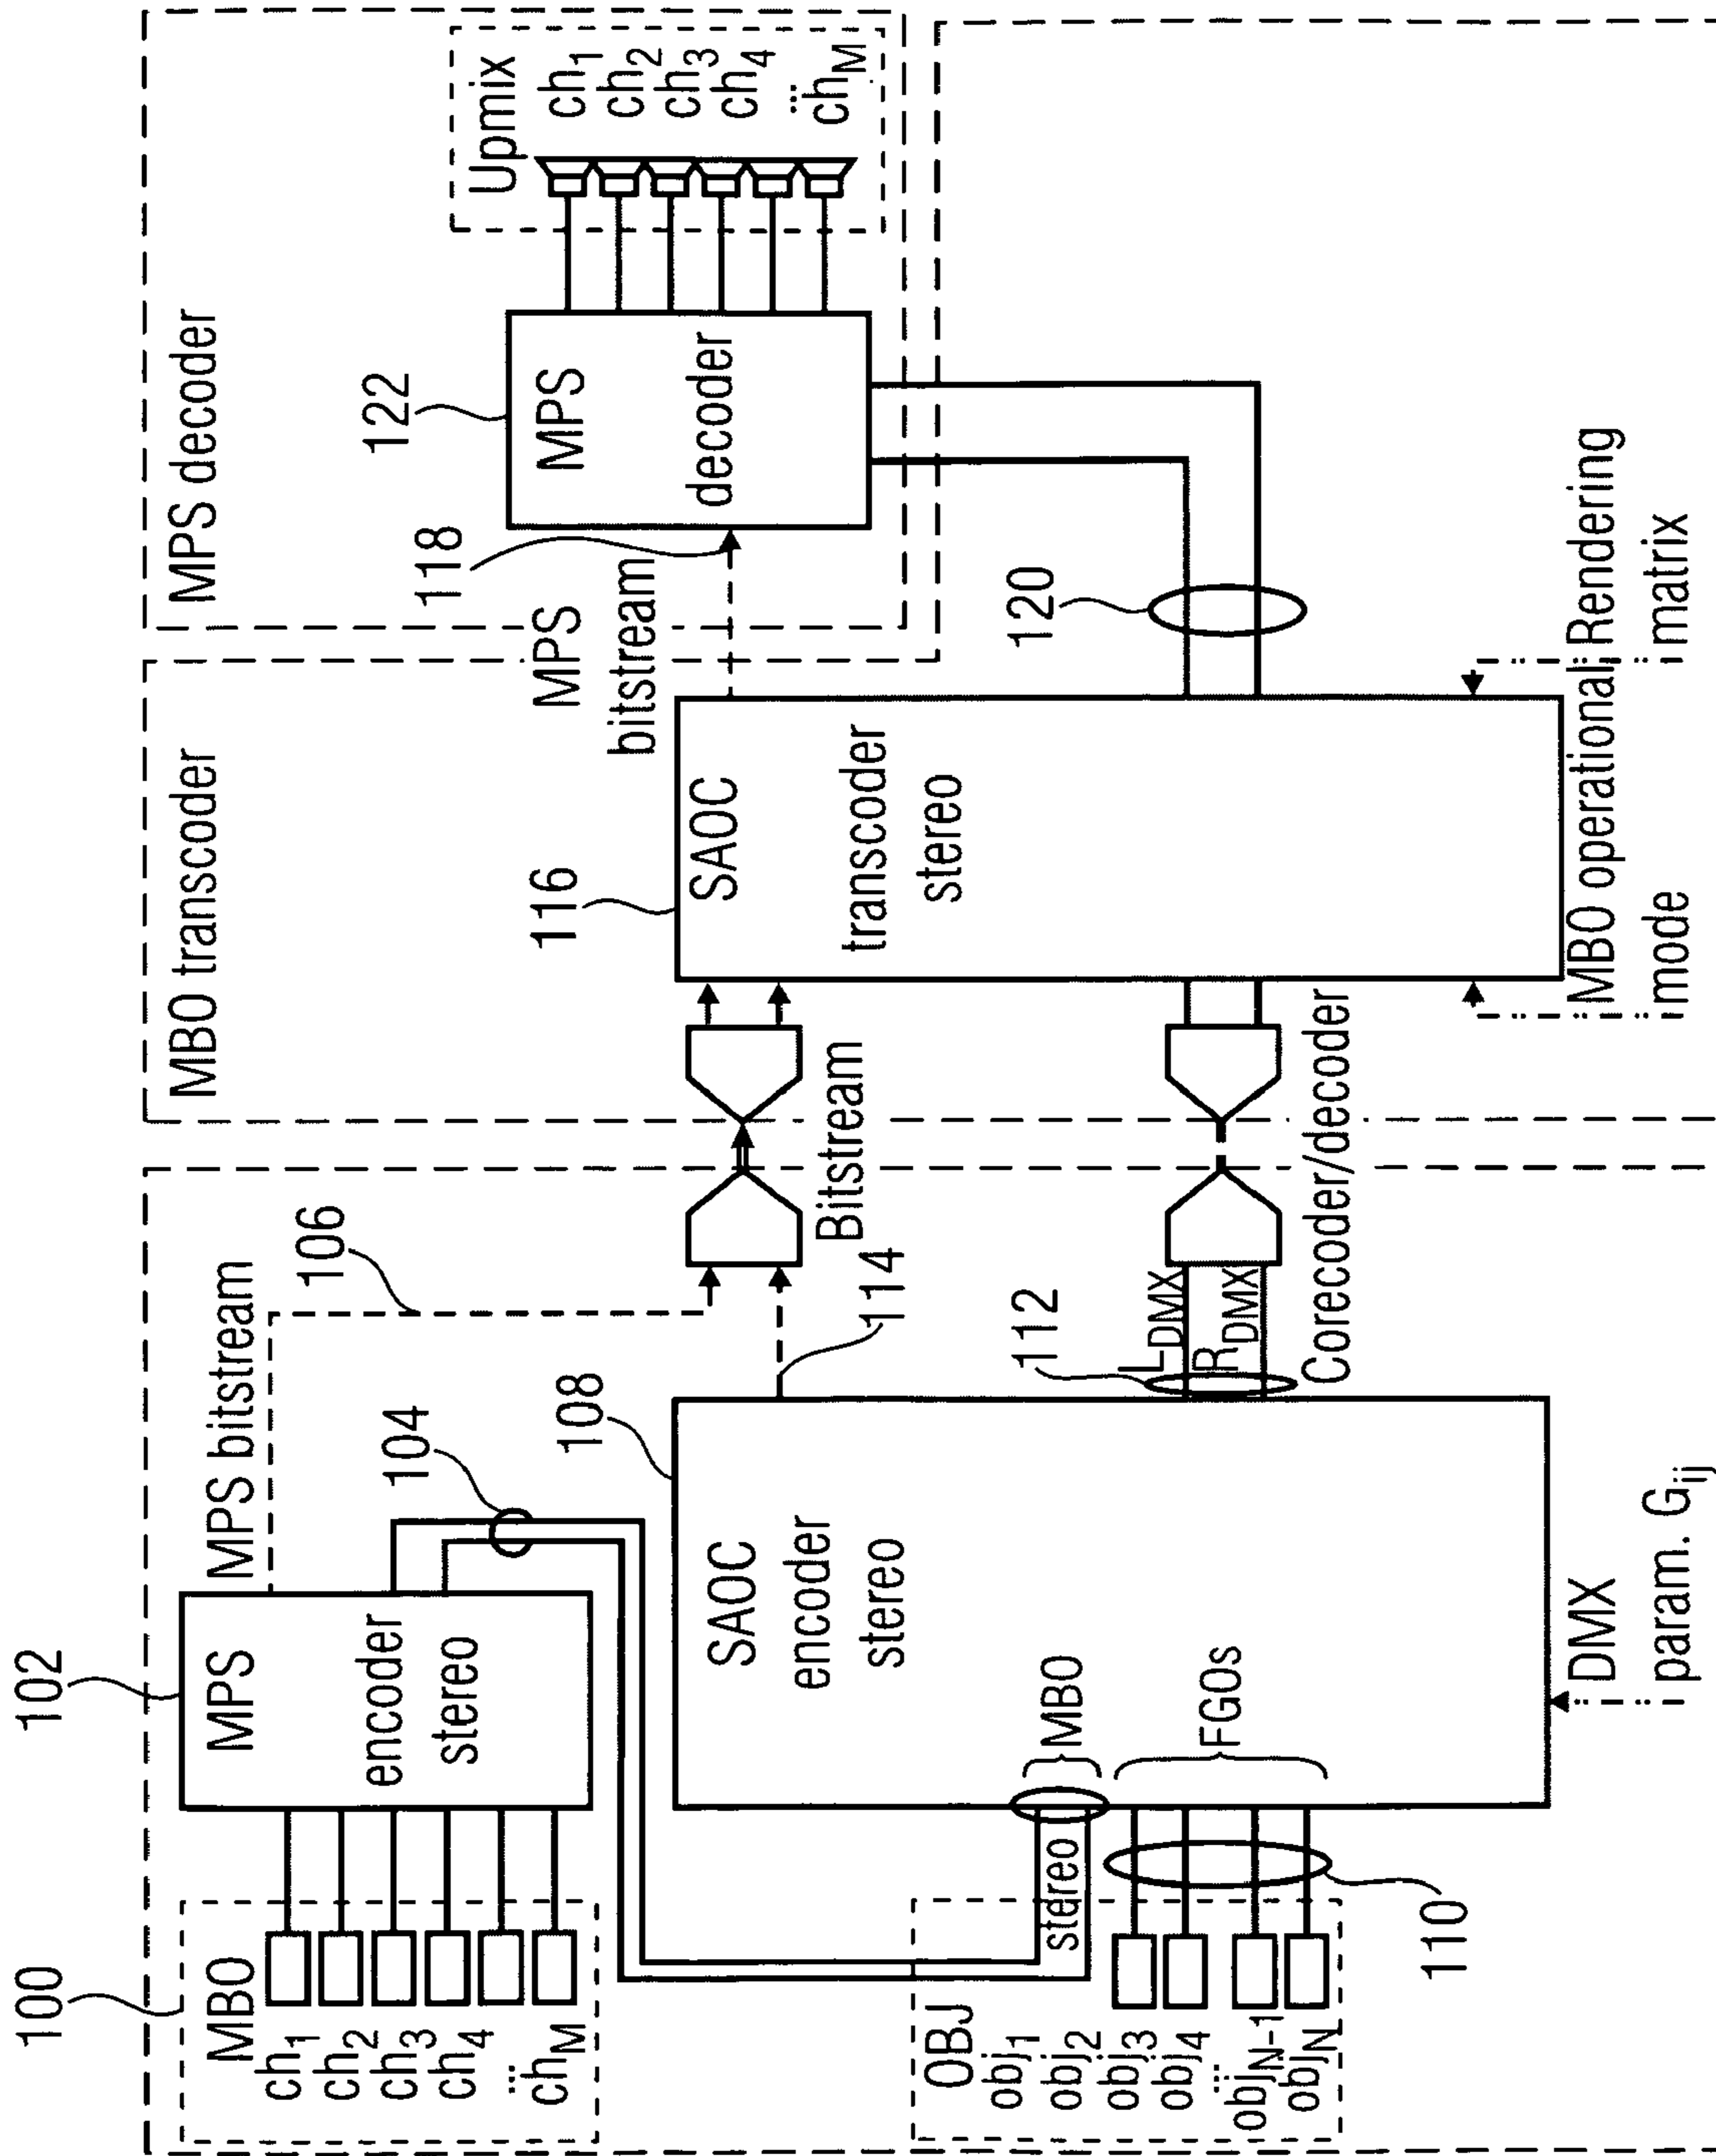 100
MBO
ch1
ch2
ch3
ch4
...
chM
102
MPS
encoder
stereo
MPS bitstream
104
106
OBJ
obj1
obj2
obj3
obj4
...
objN-1
objN
stereo
110
108
SAOC
encoder
stereo
MBO
FGOs
DMX
param. Gij
112
LDMX
RDMX
114
Bitstream
Corecoder/decoder
MBO transcoder
116
SAOC
transcoder
stereo
MBO operational
mode
Rendering
matrix
MPS
bitstream
118
120
MPS decoder
122
MPS
decoder
Upmix
ch1
ch2
ch3
ch4
...
chM